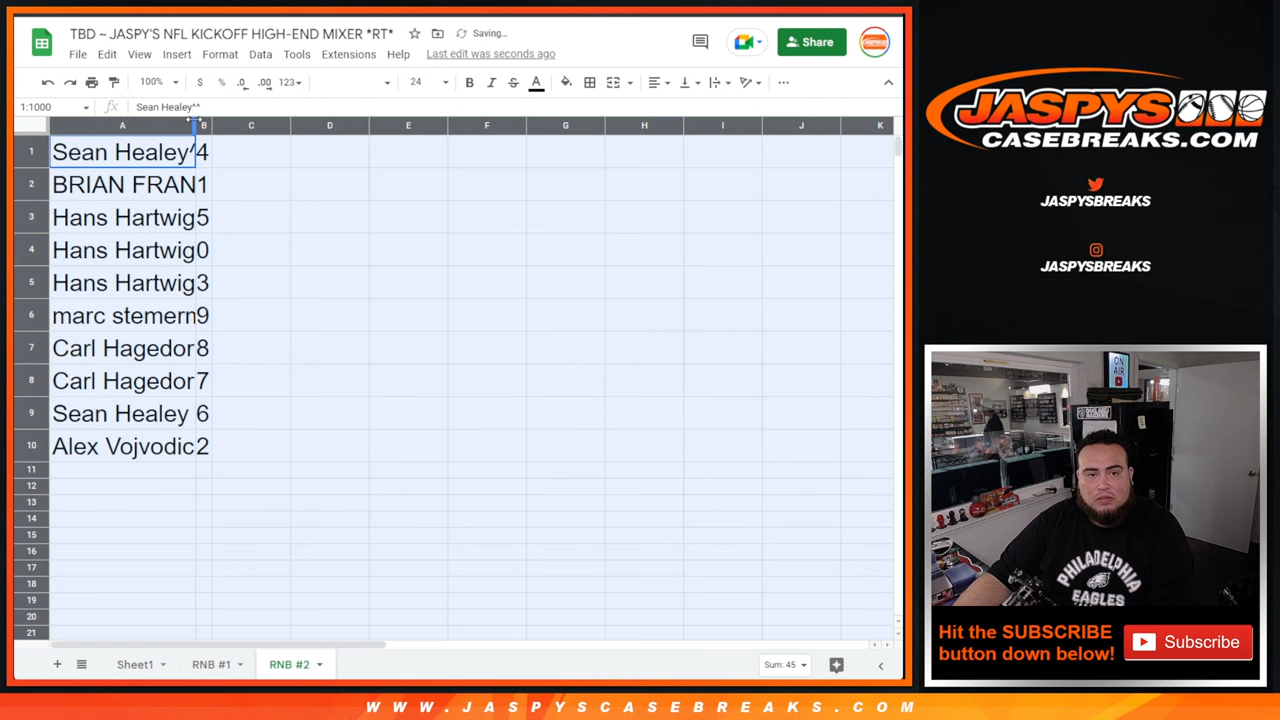 TBD ~ JASPY'S NFL KICKOFF HIGH-END MIXER *RT*
Saving...
File Edit View Insert Format Data Tools Extensions Help
Last edit was seconds ago
Share
100% $ % .0 .00 123 24 B I S A
1:1000 fx Sean Healey^^
A B C D E F G H I J K
1 Sean Healey^ 4
2 BRIAN FRAN 1
3 Hans Hartwig 5
4 Hans Hartwig 0
5 Hans Hartwig 3
6 marc stemern 9
7 Carl Hagedor 8
8 Carl Hagedor 7
9 Sean Healey 6
10 Alex Vojvodic 2
11
12
13
14
15
16
17
18
19
20
21
Sheet1 RNB #1 RNB #2
Sum: 45
JASPYS
CASEBREAKS.COM
JASPYSBREAKS
JASPYSBREAKS
ON
AIR
PHILADELPHIA
EAGLES
Hit the SUBSCRIBE
button down below!
Subscribe
WWW.JASPYSCASEBREAKS.COM